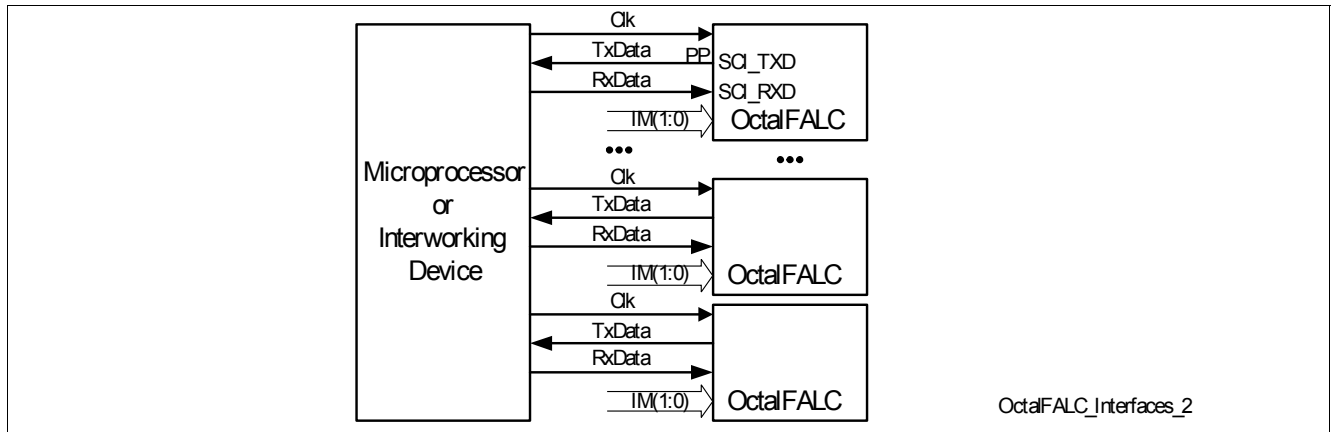 Clk
TxData
PP
SCI_TXD
RxData
SCI_RXD
IM(1:0)
OctalFALC
•••
•••
Microprocessor
or
Interworking
Device
Clk
TxData
RxData
IM(1:0)
OctalFALC
Clk
TxData
RxData
IM(1:0)
OctalFALC
OctalFALC_Interfaces_2